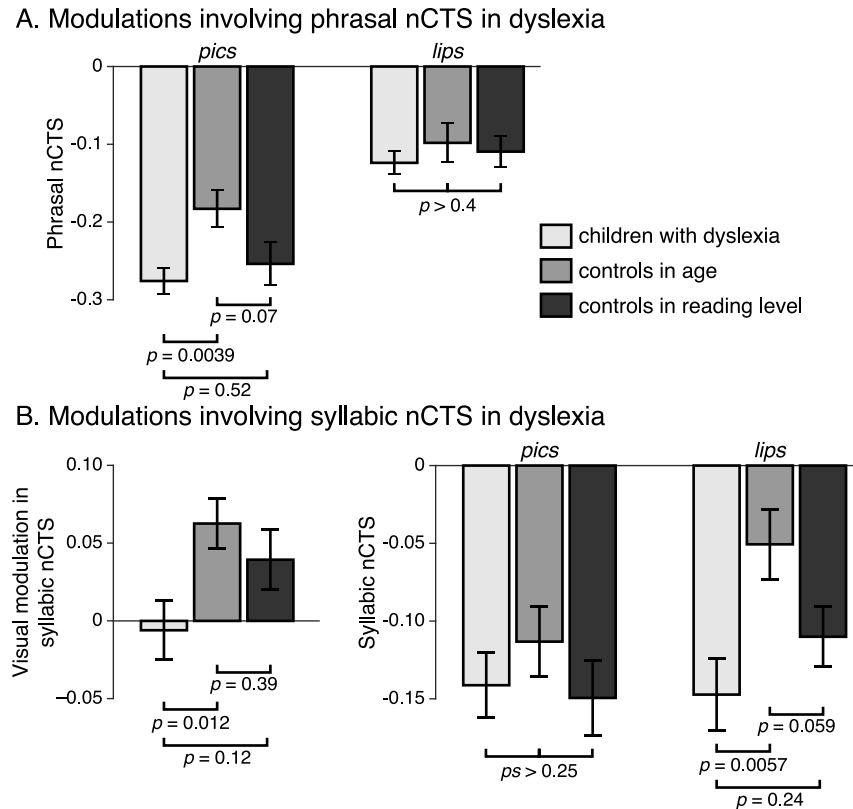 A. Modulations involving phrasal nCTS in dyslexia
pics
lips
Phrasal nCTS
0
-0.1
-0.2
-0.3
p > 0.4
p = 0.07
p = 0.0039
p = 0.52
children with dyslexia
controls in age
controls in reading level
B. Modulations involving syllabic nCTS in dyslexia
Visual modulation in
syllabic nCTS
0.10
0.05
0
−0.05
p = 0.39
p = 0.012
p = 0.12
pics
lips
Syllabic nCTS
0
-0.05
-0.10
-0.15
ps > 0.25
p = 0.059
p = 0.0057
p = 0.24